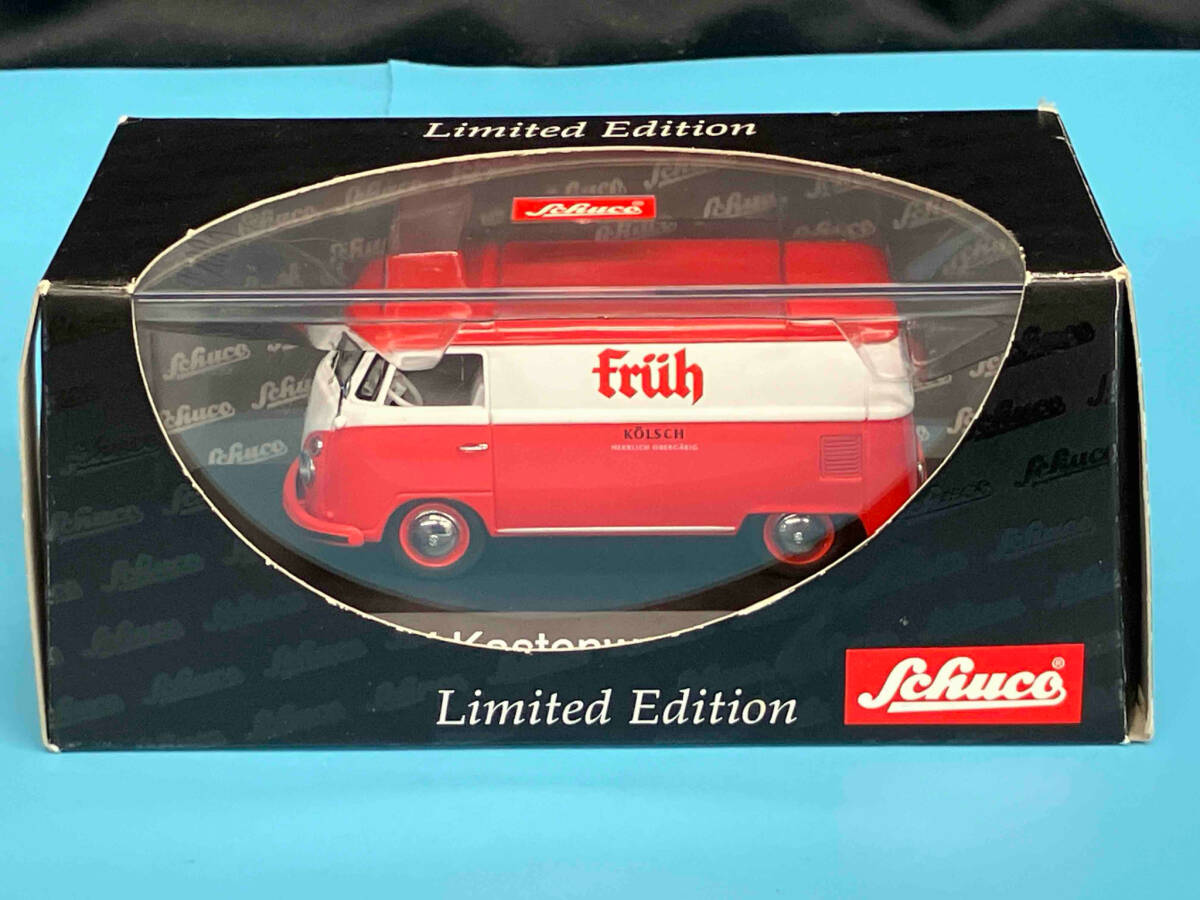 Limited Edition
Schuco
früh
KÖLSCH
HERRLICH OBERGÄRIG
Limited Edition
Schuco®